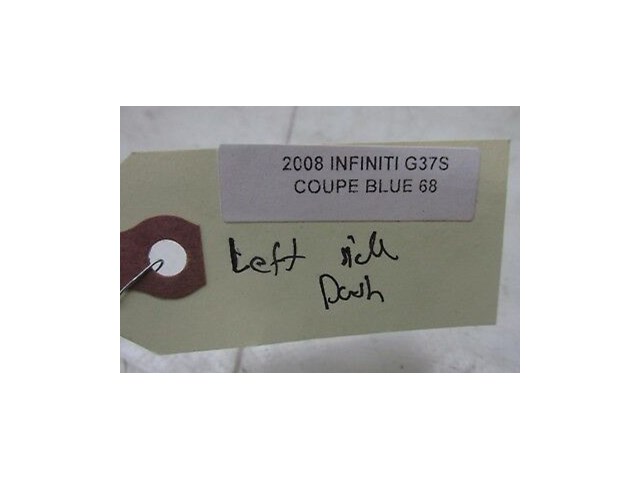 2008 INFINITI G37S
COUPE BLUE 68
Left side
Dash